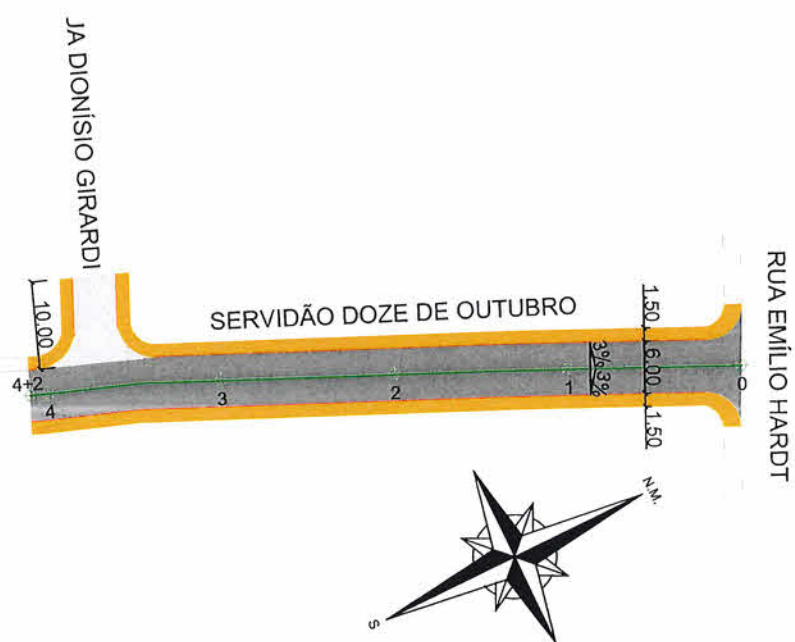 JA DIONÍSIO GIRARDI
10.00
SERVIDÃO DOZE DE OUTUBRO
RUA EMÍLIO HARDT
1.50
6.00
1.50
3%
3%
4+2
4
3
2
1
0
N.M.
S